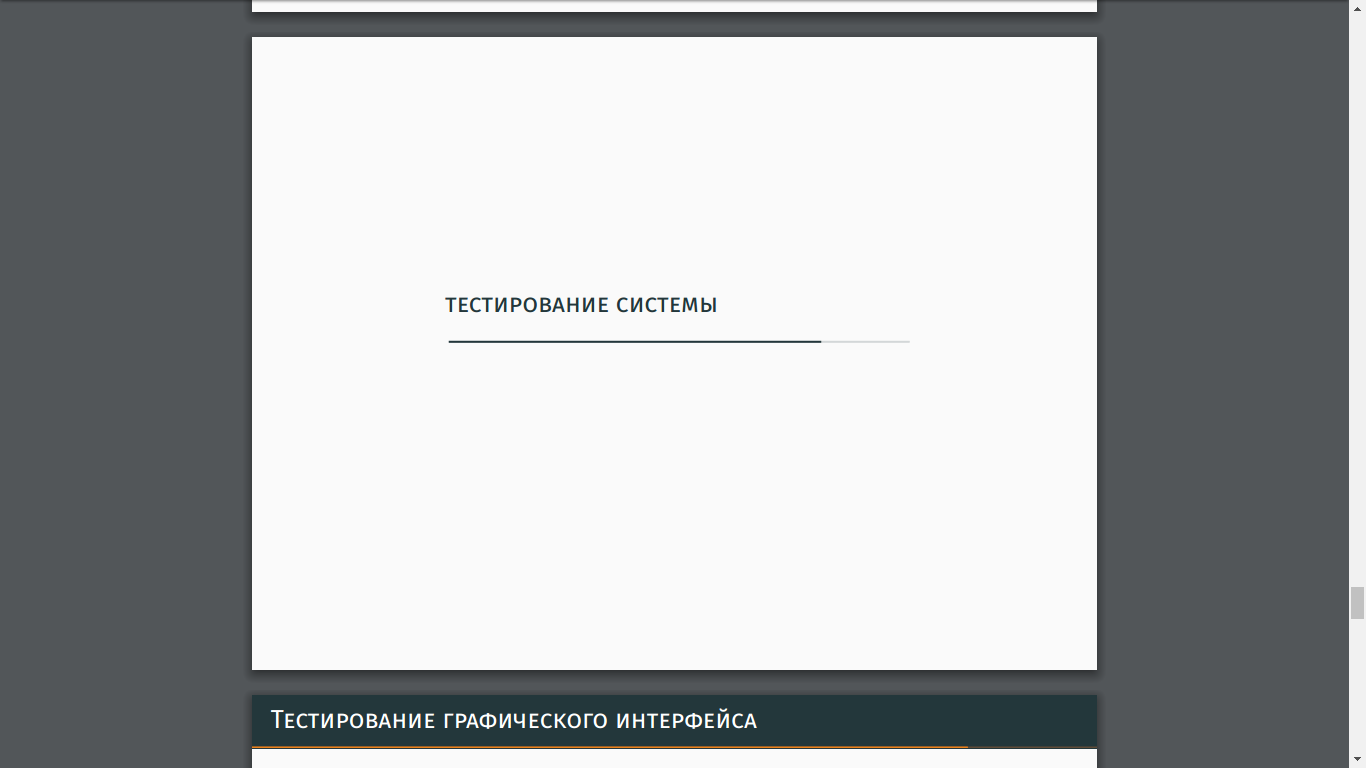 тестирование системы
Тестирование графического интерфейса